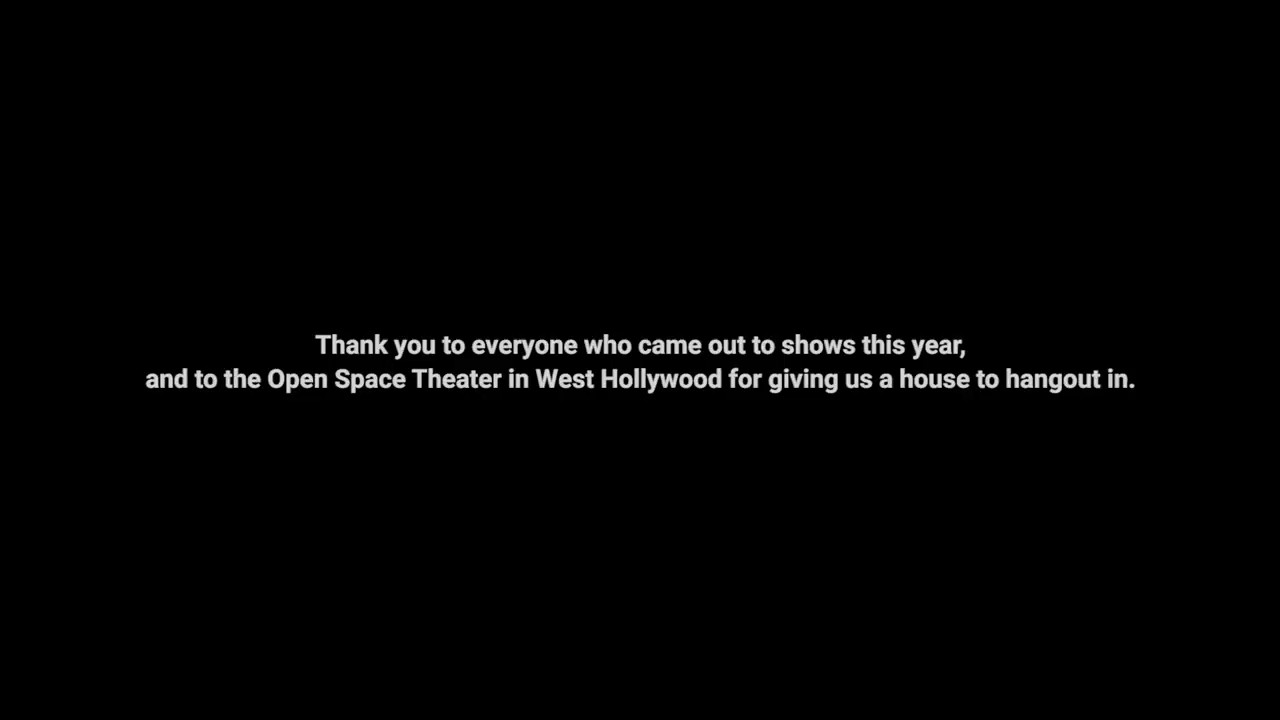 Thank you to everyone who came out to shows this year,
and to the Open Space Theater in West Hollywood for giving us a house to hangout in.